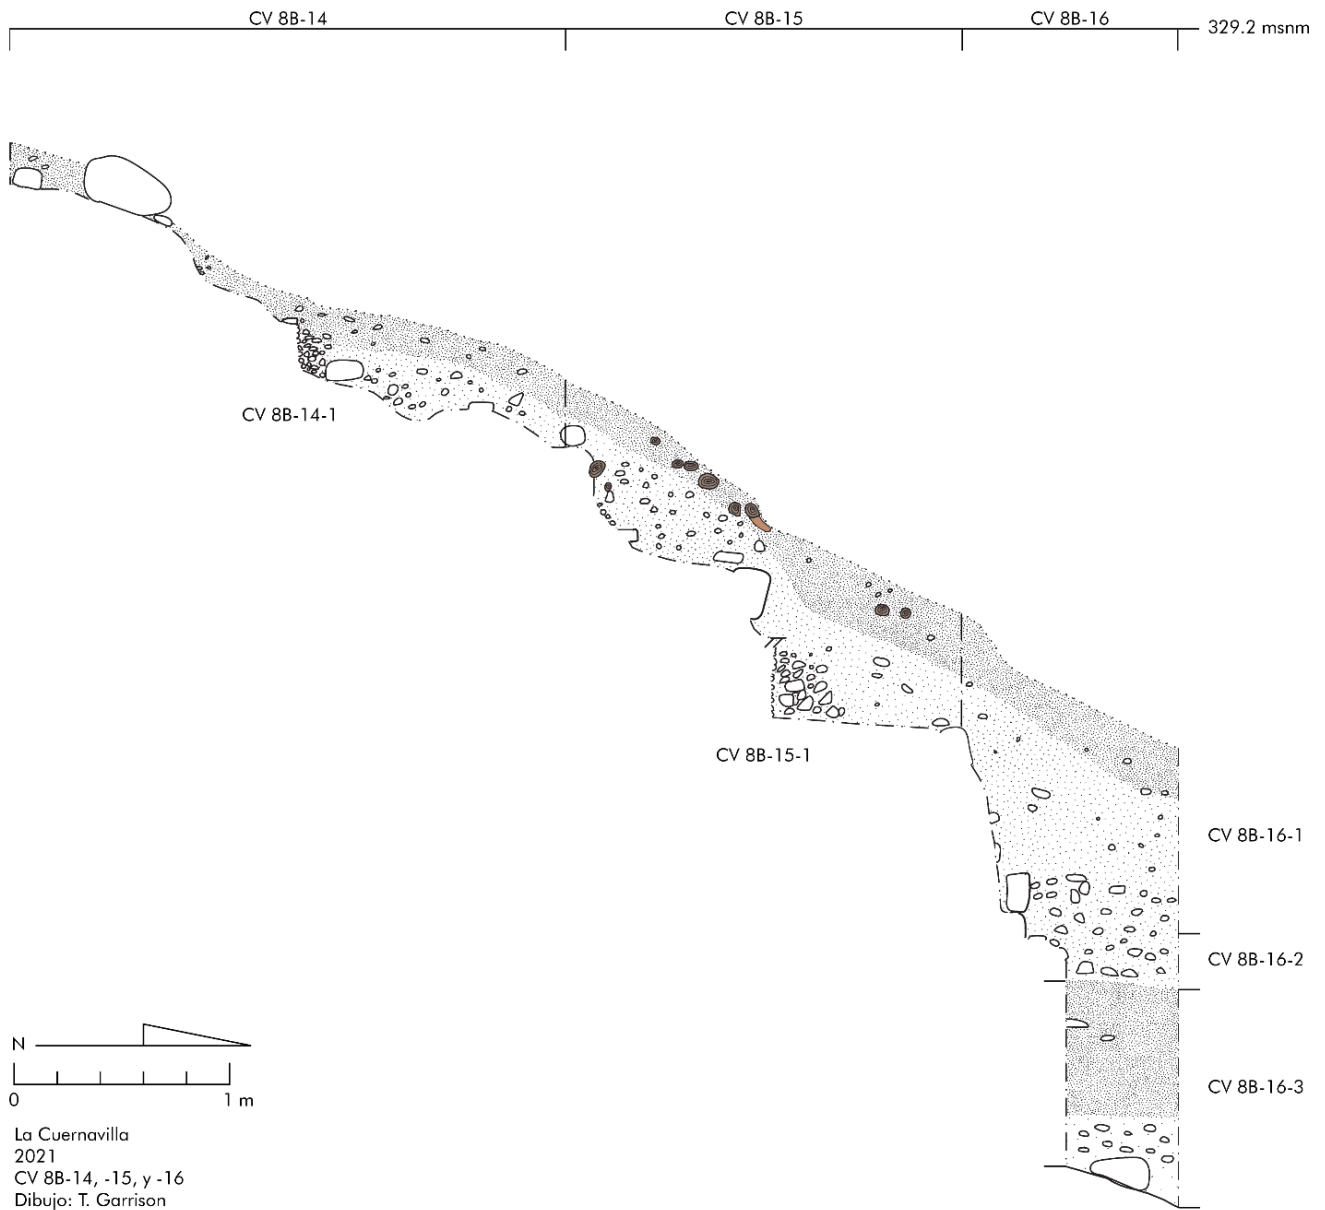 CV 8B-14
CV 8B-15
CV 8B-16
329.2 msnm
CV 8B-14-1
CV 8B-15-1
CV 8B-16-1
CV 8B-16-2
CV 8B-16-3
N
0
1 m
La Cuernavilla
2021
CV 8B-14, -15, y -16
Dibujo: T. Garrison